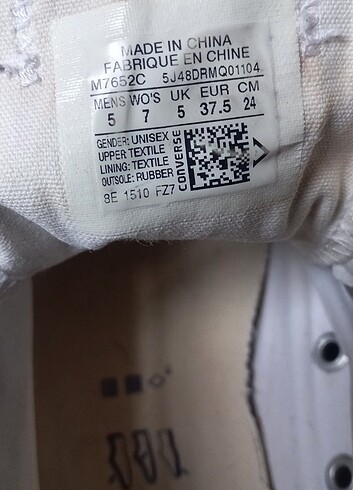 MADE IN CHINA
FABRIQUE EN CHINE
M7652C 5J48DRMQ01104
MENS WO'S UK EUR CM
5 7 5 37.5 24
GENDER: UNISEX
UPPER: TEXTILE
LINING: TEXTILE
OUTSOLE: RUBBER
CONVERSE
8E 1510 FZ7